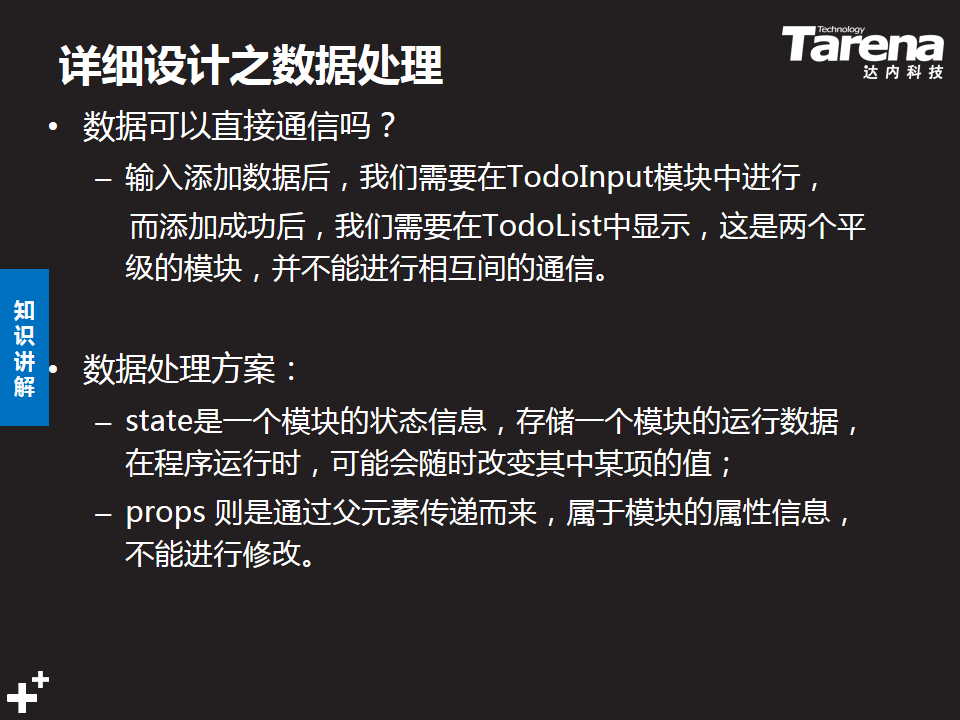 详细设计之数据处理
Technology
Tarena
达内科技
• 数据可以直接通信吗？
– 输入添加数据后，我们需要在TodoInput模块中进行，
而添加成功后，我们需要在TodoList中显示，这是两个平
级的模块，并不能进行相互间的通信。
知识讲解
• 数据处理方案：
– state是一个模块的状态信息，存储一个模块的运行数据，
在程序运行时，可能会随时改变其中某项的值；
– props 则是通过父元素传递而来，属于模块的属性信息，
不能进行修改。